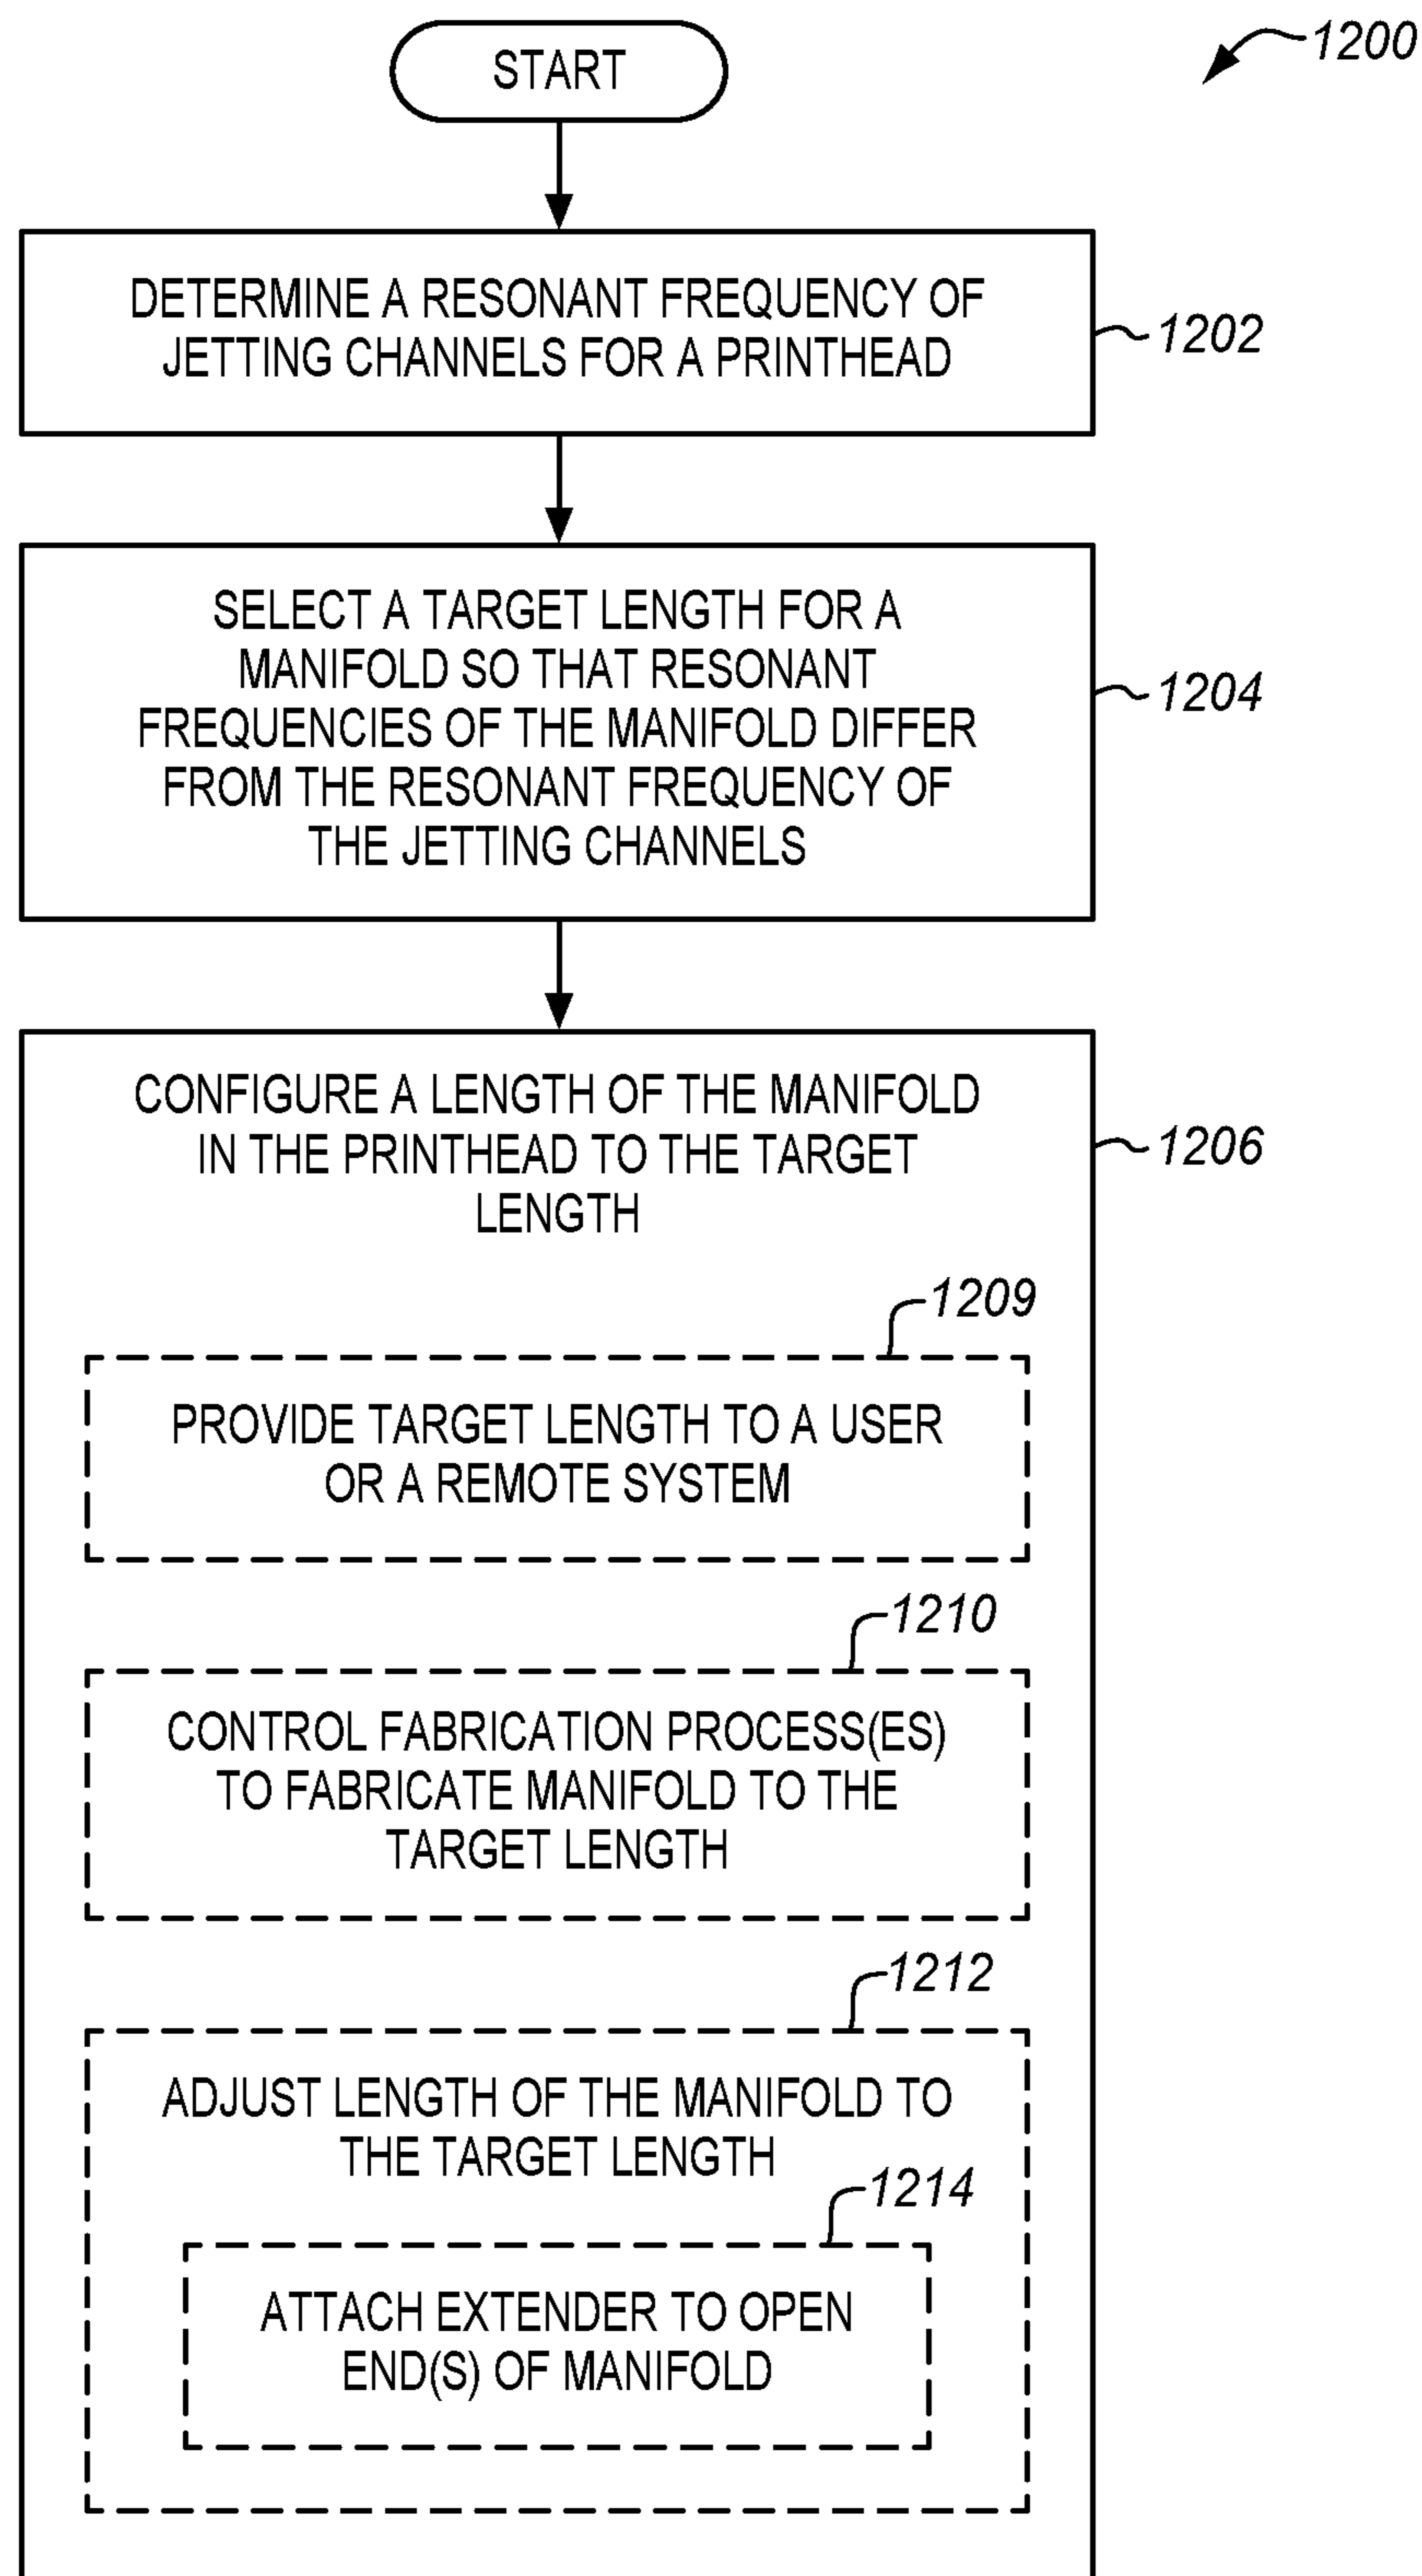 START
1200
DETERMINE A RESONANT FREQUENCY OF
JETTING CHANNELS FOR A PRINTHEAD
1202
SELECT A TARGET LENGTH FOR A
MANIFOLD SO THAT RESONANT
FREQUENCIES OF THE MANIFOLD DIFFER
FROM THE RESONANT FREQUENCY OF
THE JETTING CHANNELS
1204
CONFIGURE A LENGTH OF THE MANIFOLD
IN THE PRINTHEAD TO THE TARGET
LENGTH
1206
1209
PROVIDE TARGET LENGTH TO A USER
OR A REMOTE SYSTEM
1210
CONTROL FABRICATION PROCESS(ES)
TO FABRICATE MANIFOLD TO THE
TARGET LENGTH
1212
ADJUST LENGTH OF THE MANIFOLD TO
THE TARGET LENGTH
1214
ATTACH EXTENDER TO OPEN
END(S) OF MANIFOLD